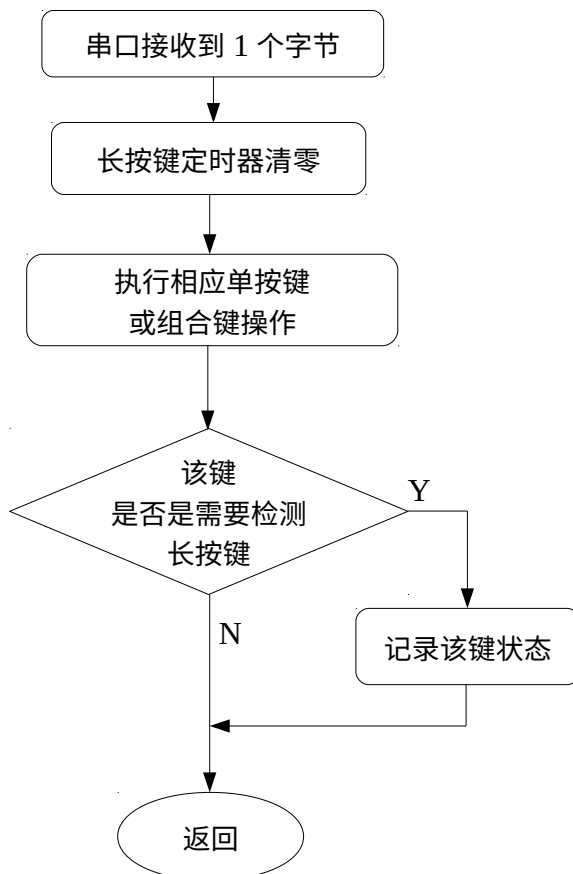 串口接收到 1 个字节
长按键定时器清零
执行相应单按键
或组合键操作
该键
是否是需要检测
长按键
Y
N
记录该键状态
返回